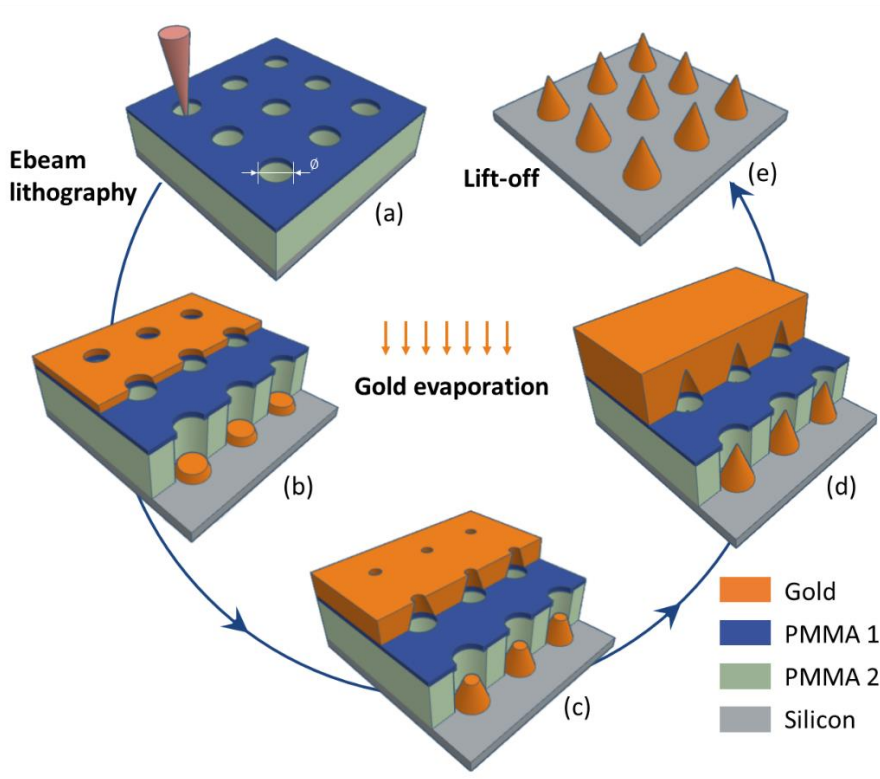 Ebeam
lithography
Ø
(a)
Lift-off
(e)
Gold evaporation
(b)
(d)
(c)
Gold
PMMA 1
PMMA 2
Silicon